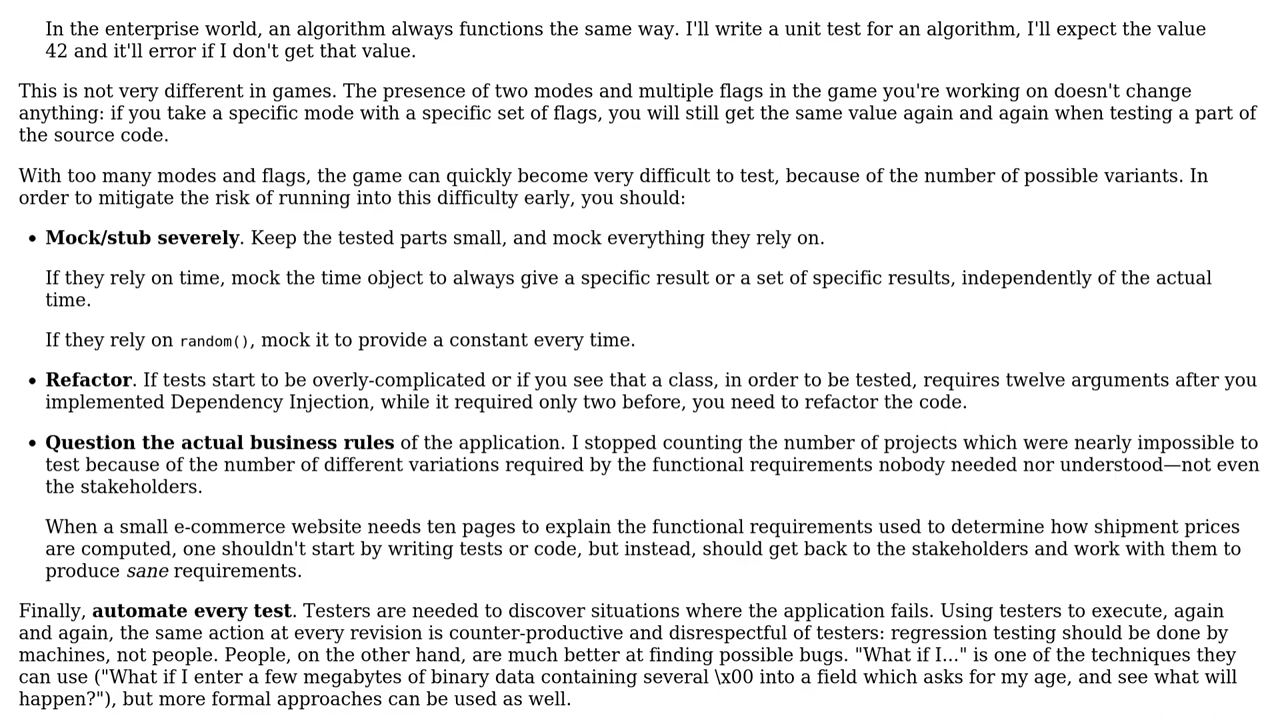 In the enterprise world, an algorithm always functions the same way. I'll write a unit test for an algorithm, I'll expect the value
42 and it'll error if I don't get that value.
This is not very different in games. The presence of two modes and multiple flags in the game you're working on doesn't change
anything: if you take a specific mode with a specific set of flags, you will still get the same value again and again when testing a part of
the source code.
With too many modes and flags, the game can quickly become very difficult to test, because of the number of possible variants. In
order to mitigate the risk of running into this difficulty early, you should:
• Mock/stub severely. Keep the tested parts small, and mock everything they rely on.
If they rely on time, mock the time object to always give a specific result or a set of specific results, independently of the actual
time.
If they rely on random(), mock it to provide a constant every time.
• Refactor. If tests start to be overly-complicated or if you see that a class, in order to be tested, requires twelve arguments after you
implemented Dependency Injection, while it required only two before, you need to refactor the code.
• Question the actual business rules of the application. I stopped counting the number of projects which were nearly impossible to
test because of the number of different variations required by the functional requirements nobody needed nor understood—not even
the stakeholders.
When a small e-commerce website needs ten pages to explain the functional requirements used to determine how shipment prices
are computed, one shouldn't start by writing tests or code, but instead, should get back to the stakeholders and work with them to
produce sane requirements.
Finally, automate every test. Testers are needed to discover situations where the application fails. Using testers to execute, again
and again, the same action at every revision is counter-productive and disrespectful of testers: regression testing should be done by
machines, not people. People, on the other hand, are much better at finding possible bugs. "What if I..." is one of the techniques they
can use ("What if I enter a few megabytes of binary data containing several \x00 into a field which asks for my age, and see what will
happen?"), but more formal approaches can be used as well.